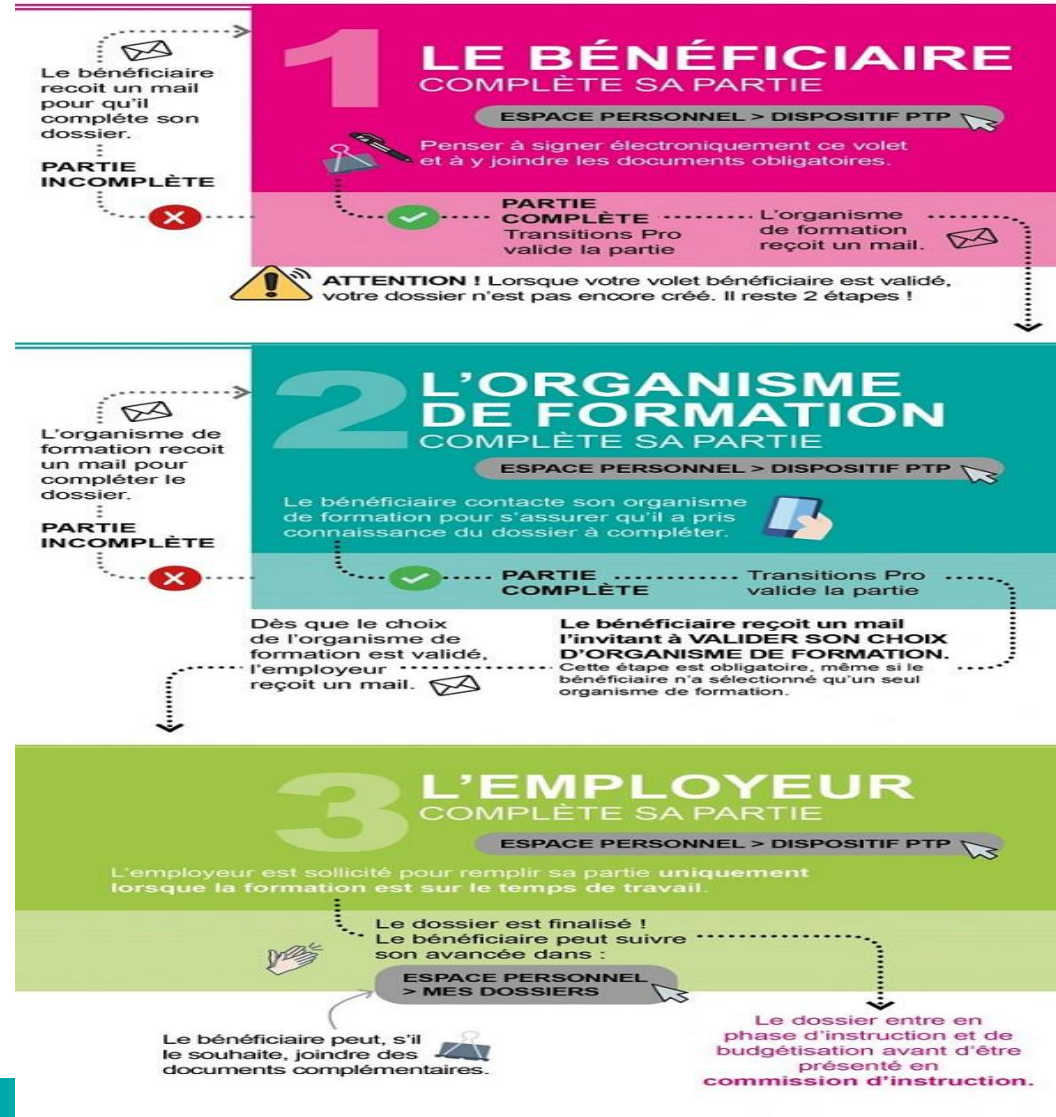 1
LE BÉNÉFICIAIRE
COMPLÈTE SA PARTIE
ESPACE PERSONNEL > DISPOSITIF PTP
Penser à signer électroniquement ce volet
et à y joindre les documents obligatoires.
Le bénéficiaire
recoit un mail
pour qu'il
compléte son
dossier.
PARTIE
INCOMPLÈTE
PARTIE
COMPLÈTE
Transitions Pro
valide la partie
L'organisme
de formation
reçoit un mail.
ATTENTION ! Lorsque votre volet bénéficiaire est validé,
votre dossier n'est pas encore créé. Il reste 2 étapes !
2
L'ORGANISME
DE FORMATION
COMPLÈTE SA PARTIE
ESPACE PERSONNEL > DISPOSITIF PTP
Le bénéficiaire contacte son organisme
de formation pour s'assurer qu'il a pris
connaissance du dossier à compléter.
L'organisme de
formation recoit
un mail pour
compléter le
dossier.
PARTIE
INCOMPLÈTE
PARTIE
COMPLÈTE
Transitions Pro
valide la partie
Le bénéficiaire reçoit un mail
l'invitant à VALIDER SON CHOIX
D'ORGANISME DE FORMATION.
Cette étape est obligatoire, même si le
bénéficiaire n'a sélectionné qu'un seul
organisme de formation.
Dès que le choix
de l'organisme de
formation est validé,
l'employeur
reçoit un mail.
3
L'EMPLOYEUR
COMPLÈTE SA PARTIE
ESPACE PERSONNEL > DISPOSITIF PTP
L'employeur est sollicité pour remplir sa partie uniquement
lorsque la formation est sur le temps de travail.
Le dossier est finalisé !
Le bénéficiaire peut suivre
son avancée dans :
ESPACE PERSONNEL
> MES DOSSIERS
Le bénéficiaire peut, s'il
le souhaite, joindre des
documents complémentaires.
Le dossier entre en
phase d'instruction et de
budgétisation avant d'être
présenté en
commission d'instruction.